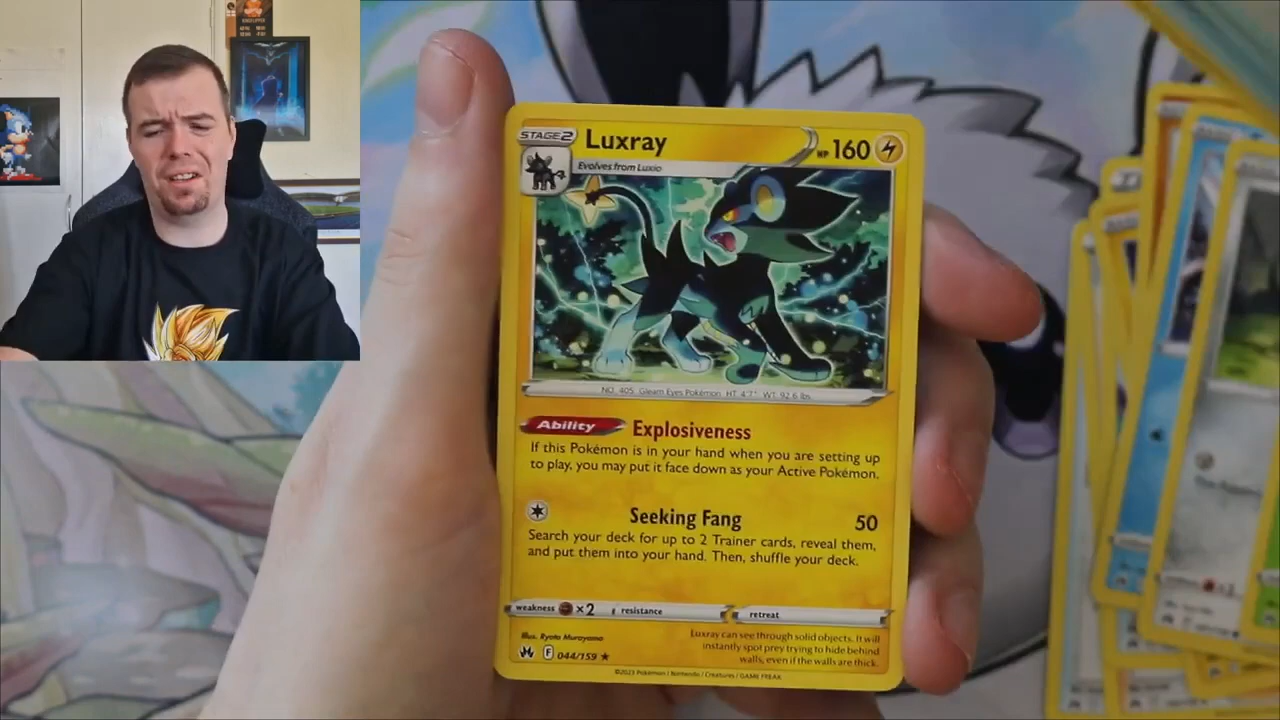 STAGE2
Luxray
HP 160
Evolves from Luxio
NO. 405 Gleam Eyes Pokémon HT: 4'7" WT: 92.6 lbs.
Ability Explosiveness
If this Pokémon is in your hand when you are setting up
to play, you may put it face down as your Active Pokémon.
Seeking Fang 50
Search your deck for up to 2 Trainer cards, reveal them,
and put them into your hand. Then, shuffle your deck.
weakness ×2 resistance retreat
Illus. Ryota Murayama
F 044/159 ★
Luxray can see through solid objects. It will
instantly spot prey trying to hide behind
walls, even if the walls are thick.
©2023 Pokémon / Nintendo / Creatures / GAME FREAK